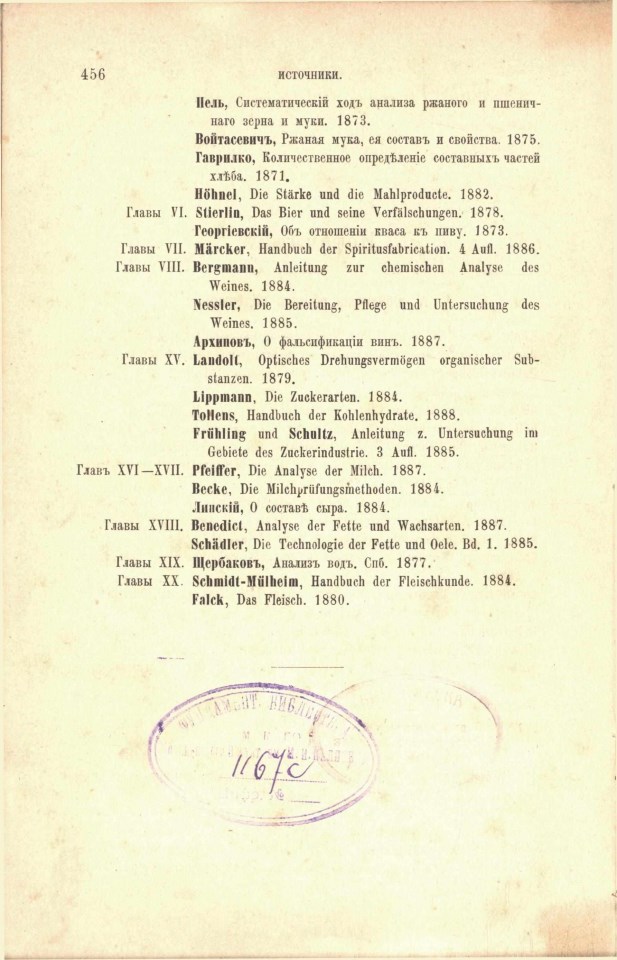 456
ИСТОЧНИКИ.
Пель, Систематическій ходъ анализа ржаного и пшенич-
наго зерна и муки. 1873.
Войтасевичъ, Ржаная мука, ея составъ и свойства. 1875.
Гаврилко, Количественное опредѣленіе составныхъ частей
хлѣба. 1871.
Höhnel, Die Stärke und die Mahlproducte. 1882.
Главы VI. Stierlin, Das Bier und seine Verfälschungen. 1878.
Георгіевскій, Объ отношеніи кваса къ пиву. 1873.
Главы VII. Märcker, Handbuch der Spiritusfabrication. 4 Aufl. 1886.
Главы VIII. Bergmann, Anleitung zur chemischen Analyse des
Weines. 1884.
Nessler, Die Bereitung, Pflege und Untersuchung des
Weines. 1885.
Архиповъ, О фальсификаціи винъ. 1887.
Главы XV. Landolt, Optisches Drehungsvermögen organischer Sub-
stanzen. 1879.
Lippmann, Die Zuckerarten. 1884.
Tollens, Handbuch der Kohlenhydrate. 1888.
Frühling und Schultz, Anleitung z. Untersuchung im
Gebiete des Zuckerindustrie. 3 Aufl. 1885.
Главъ XVI—XVII. Pfeiffer, Die Analyse der Milch. 1887.
Becke, Die Milchprüfungsmethoden. 1884.
Линскій, О составѣ сыра. 1884.
Главы XVIII. Benedict, Analyse der Fette und Wachsarten. 1887.
Schädler, Die Technologie der Fette und Oele. Bd. 1. 1885.
Главы XIX. Щербаковъ, Анализъ водъ. Спб. 1877.
Главы XX. Schmidt-Mülheim, Handbuch der Fleischkunde. 1884.
Falck, Das Fleisch. 1880.
ФУНДАМЕНТ. БИБЛИОТЕКА
1167с